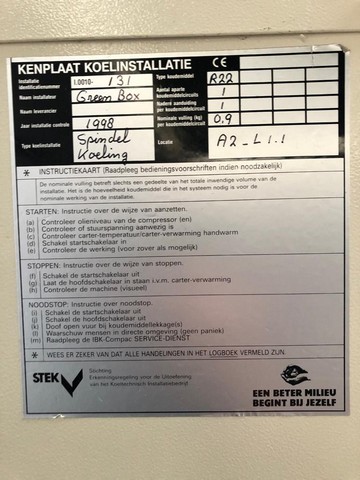 KENPLAAT KOELINSTALLATIE CE
Installatie identificatienummer I.0010- 131
Naam installateur Green Box
Naam leverancier
Jaar installatie controle 1998
Type koelinstallatie Spindel Koeling
Type koudemiddel R22
Aantal aparte koudemiddelcircuits 1
Nadere aanduiding per koudemiddelcircuit 1
Nominale vulling (kg) per koudemiddelcircuit 0.9
Locatie A2_L1.1
* INSTRUCTIEKAART (Raadpleeg bedieningsvoorschriften indien noodzakelijk)
De nominale vulling betreft slechts een gedeelte van het totale inwendige volume van de
installatie. Het is de hoeveelheid koudemiddel die in het systeem nodig is voor de
nominale werking van de installatie.
STARTEN: Instructie over de wijze van aanzetten.
(a) Controleer olieniveau van de compressor (en)
(b) Controleer of stuurspanning aanwezig is
(c) Controleer carter-temperatuur/carter-verwarming handwarm
(d) Schakel startschakelaar in
(e) Controleer de werking (voor zover als mogelijk)
STOPPEN: Instructie over de wijze van stoppen.
(f) Schakel de startschakelaar uit
(g) Laat de hoofdschakelaar in staan i.v.m. carter-verwarming
(h) Controleer de machine (visueel)
NOODSTOP: Instructie over noodstop.
(i) Schakel de startschakelaar uit
(j) Schakel de hoofdschakelaar uit
(k) Doof open vuur bij koudemiddellekkage(s)
(l) Waarschuw mensen in directe omgeving (geen paniek)
(m) Raadpleeg de IBK-Compac SERVICE-DIENST
* WEES ER ZEKER VAN DAT ALLE HANDELINGEN IN HET LOGBOEK VERMELD ZIJN.
STEK
Stichting
Erkenningsregeling voor de Uitoefening
van het Koeltechnisch Installatiebedrijf
EEN BETER MILIEU
BEGINT BIJ JEZELF